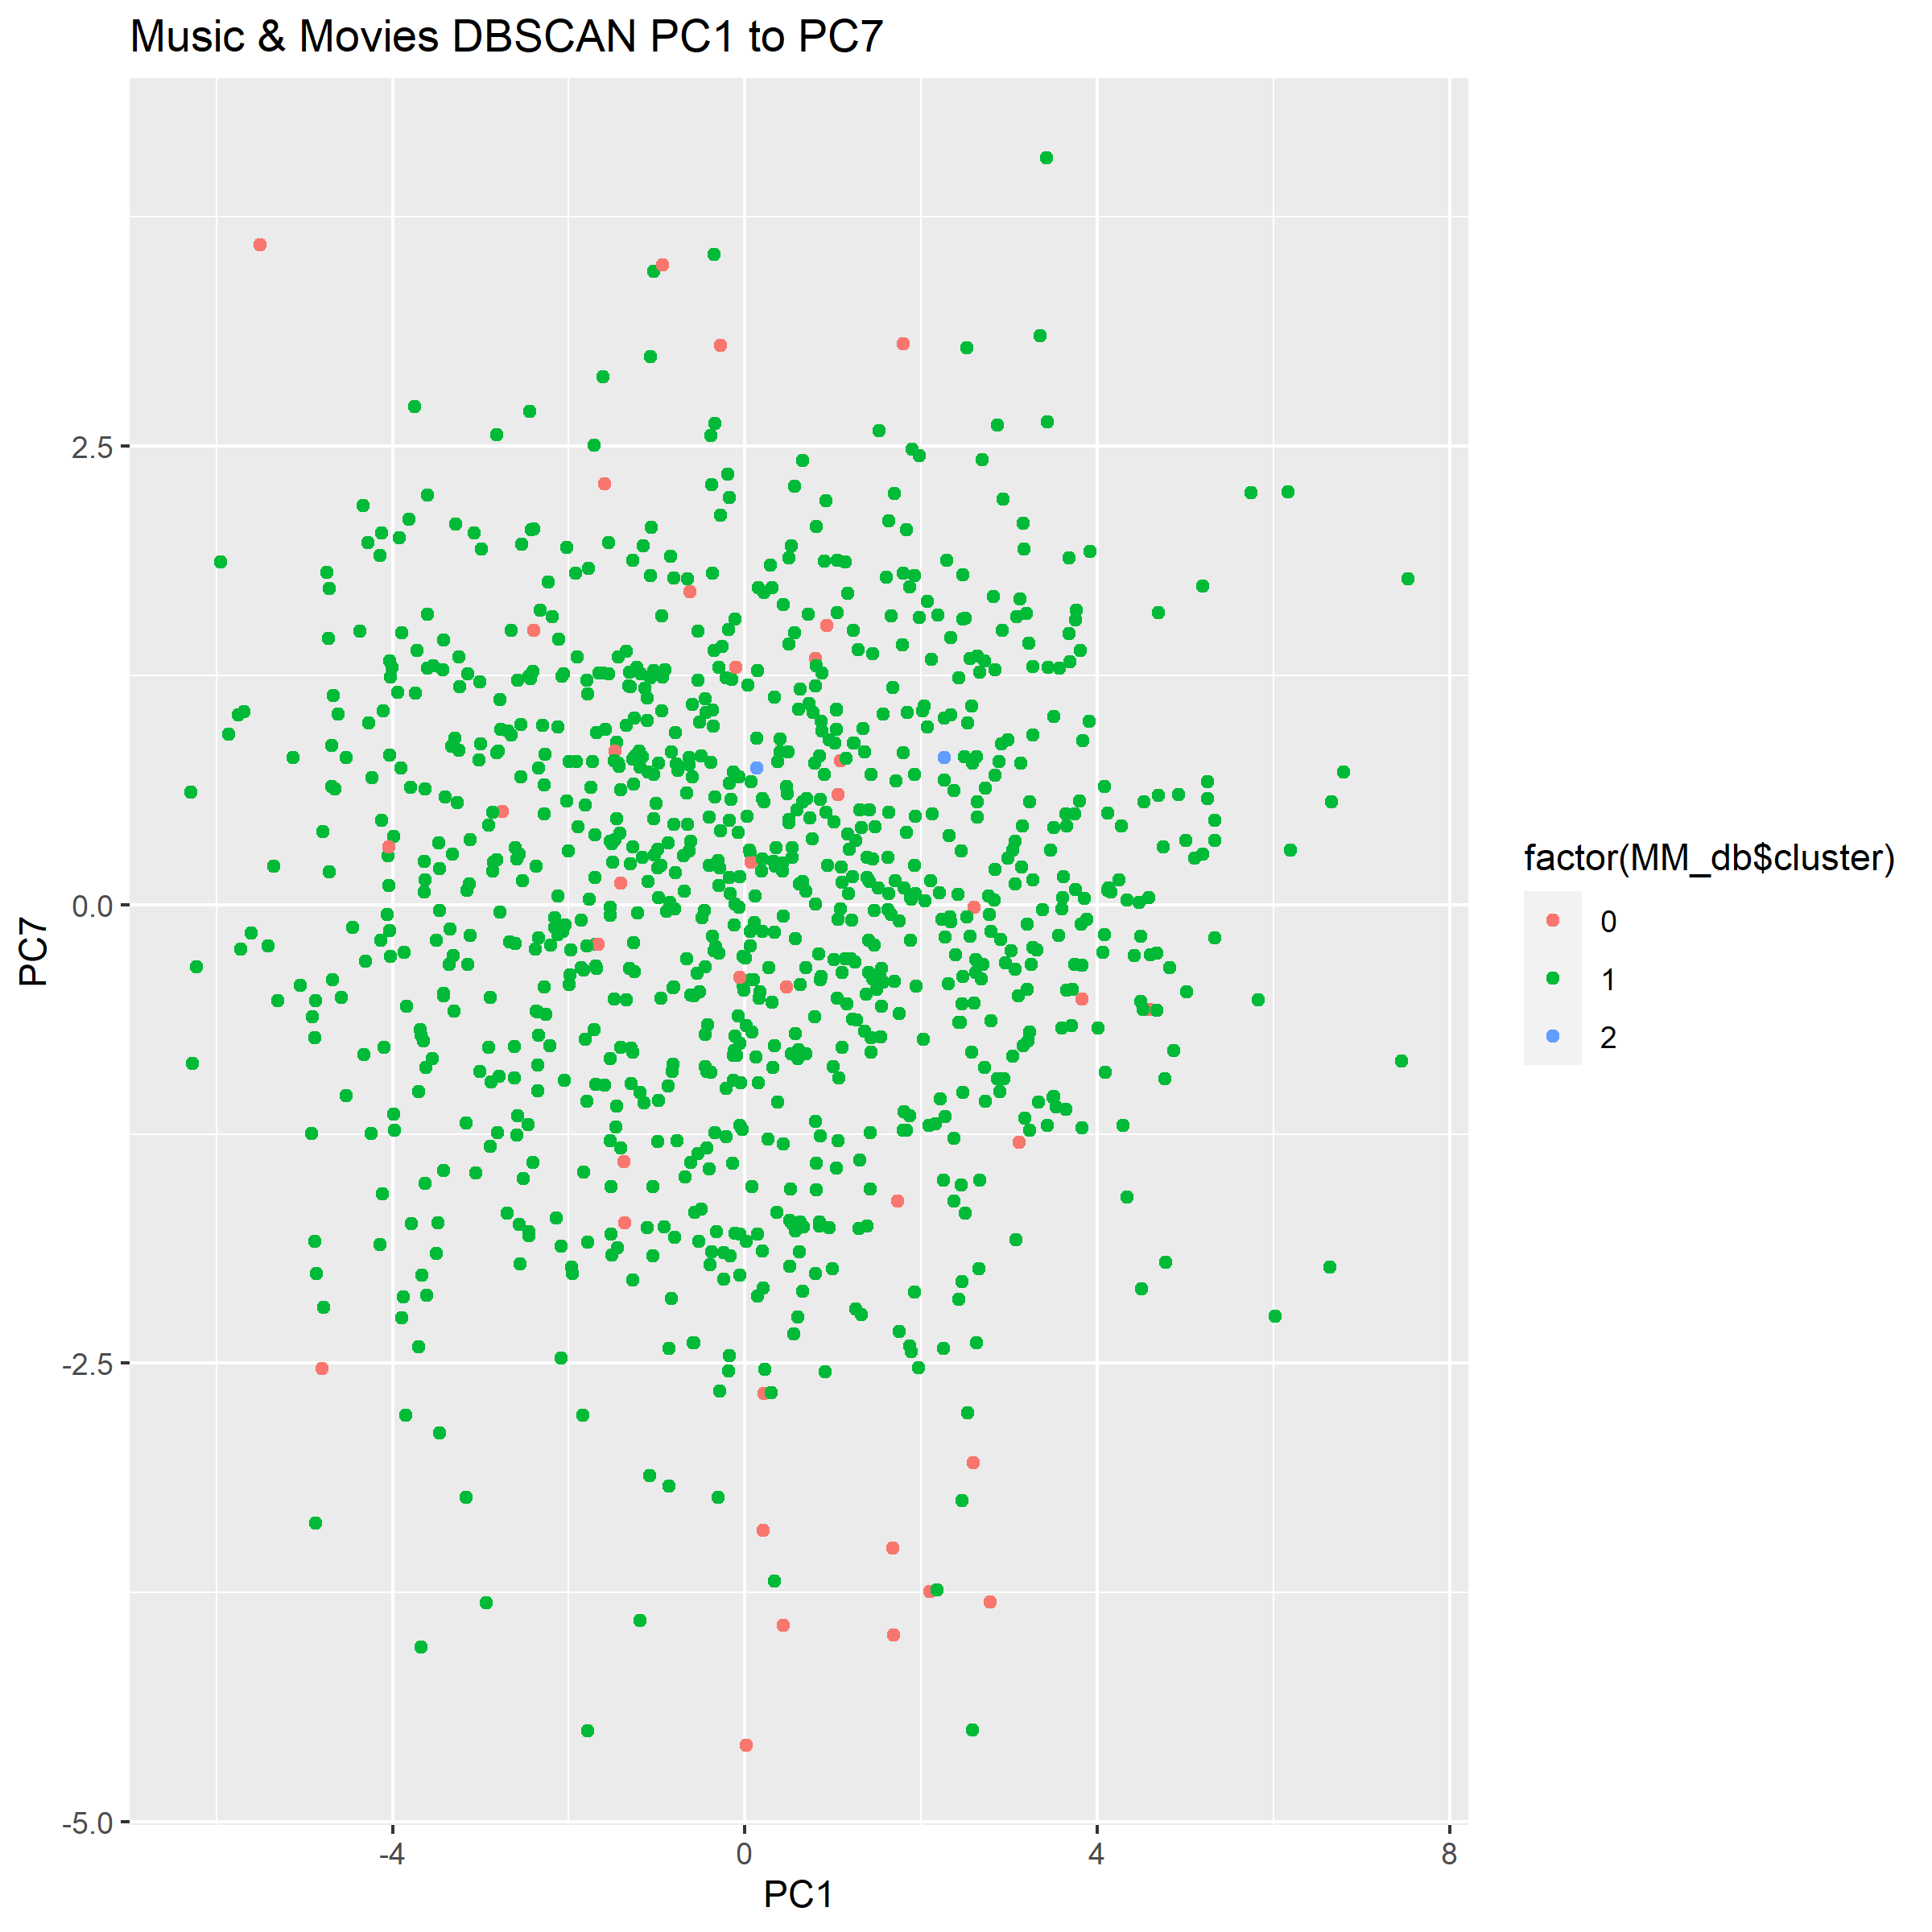 Music & Movies DBSCAN PC1 to PC7
PC7
2.5
0.0
-2.5
-5.0
-4
0
4
8
PC1
factor(MM_db$cluster)
0
1
2